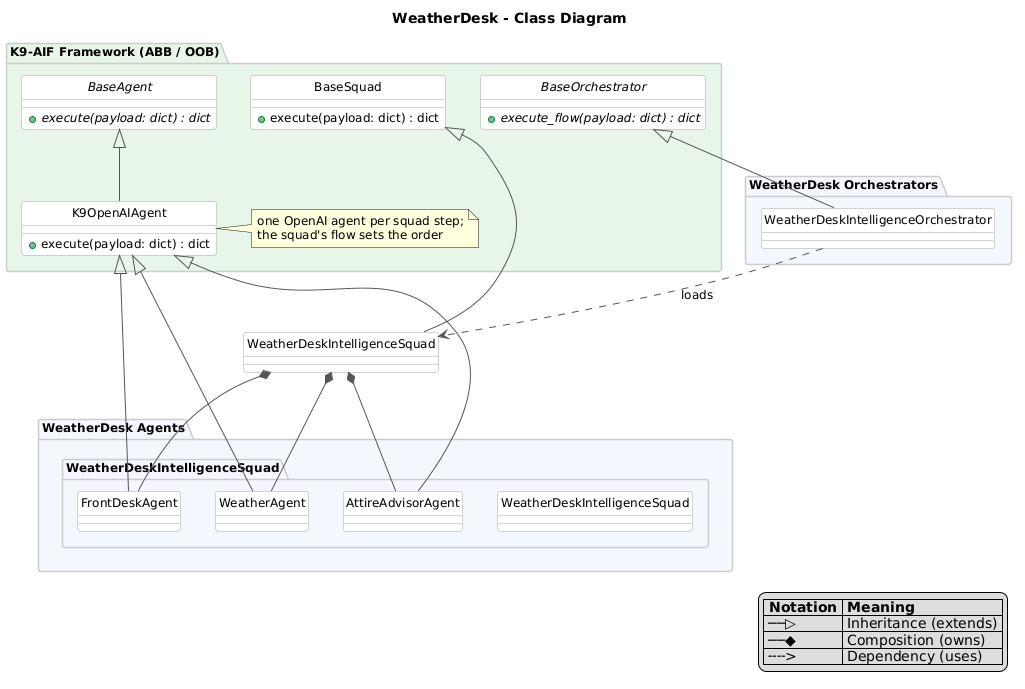 WeatherDesk - Class Diagram
K9-AIF Framework (ABB / OOB)
BaseAgent
execute(payload: dict) : dict
BaseSquad
execute(payload: dict) : dict
BaseOrchestrator
execute_flow(payload: dict) : dict
WeatherDesk Orchestrators
WeatherDeskIntelligenceOrchestrator
K9OpenAIAgent
execute(payload: dict) : dict
one OpenAI agent per squad step;
the squad's flow sets the order
loads
WeatherDeskIntelligenceSquad
WeatherDesk Agents
WeatherDeskIntelligenceSquad
FrontDeskAgent
WeatherAgent
AttireAdvisorAgent
WeatherDeskIntelligenceSquad
Notation Meaning
──▷ Inheritance (extends)
──◆ Composition (owns)
----> Dependency (uses)